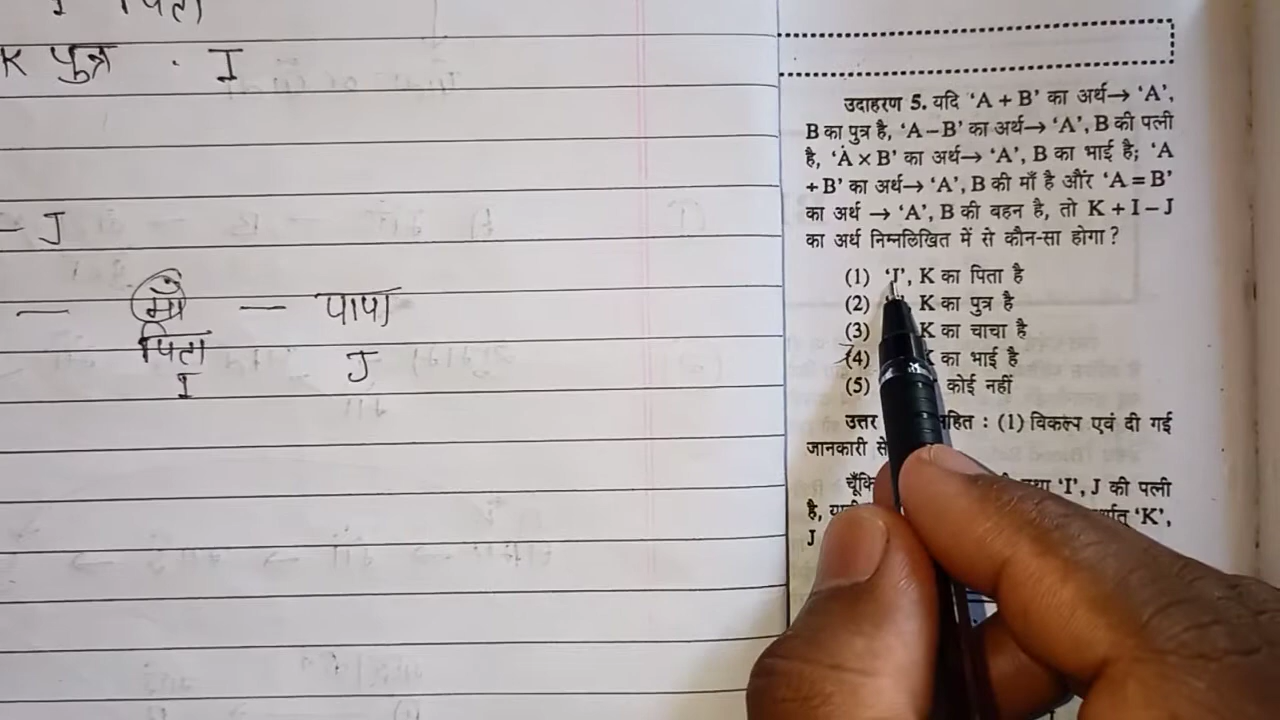 पिता
K पुत्र . I
– J
— माँ — पापा
पिता
I J
उदाहरण 5. यदि ‘A + B’ का अर्थ→ ‘A’,
B का पुत्र है, ‘A – B’ का अर्थ→ ‘A’, B की पत्नी
है, ‘A × B’ का अर्थ→ ‘A’, B का भाई है; ‘A
+ B’ का अर्थ→ ‘A’, B की माँ है और ‘A = B’
का अर्थ → ‘A’, B की बहन है, तो K + I – J
का अर्थ निम्नलिखित में से कौन-सा होगा ?
(1) ‘J’, K का पिता है
(2) K का पुत्र है
(3) K का चाचा है
(4) K का भाई है
(5) कोई नहीं
उत्तर : (1) विकल्प एवं दी गई
जानकारी से
चूँकि ‘I’, J की पत्नी
है, ‘K’,
J